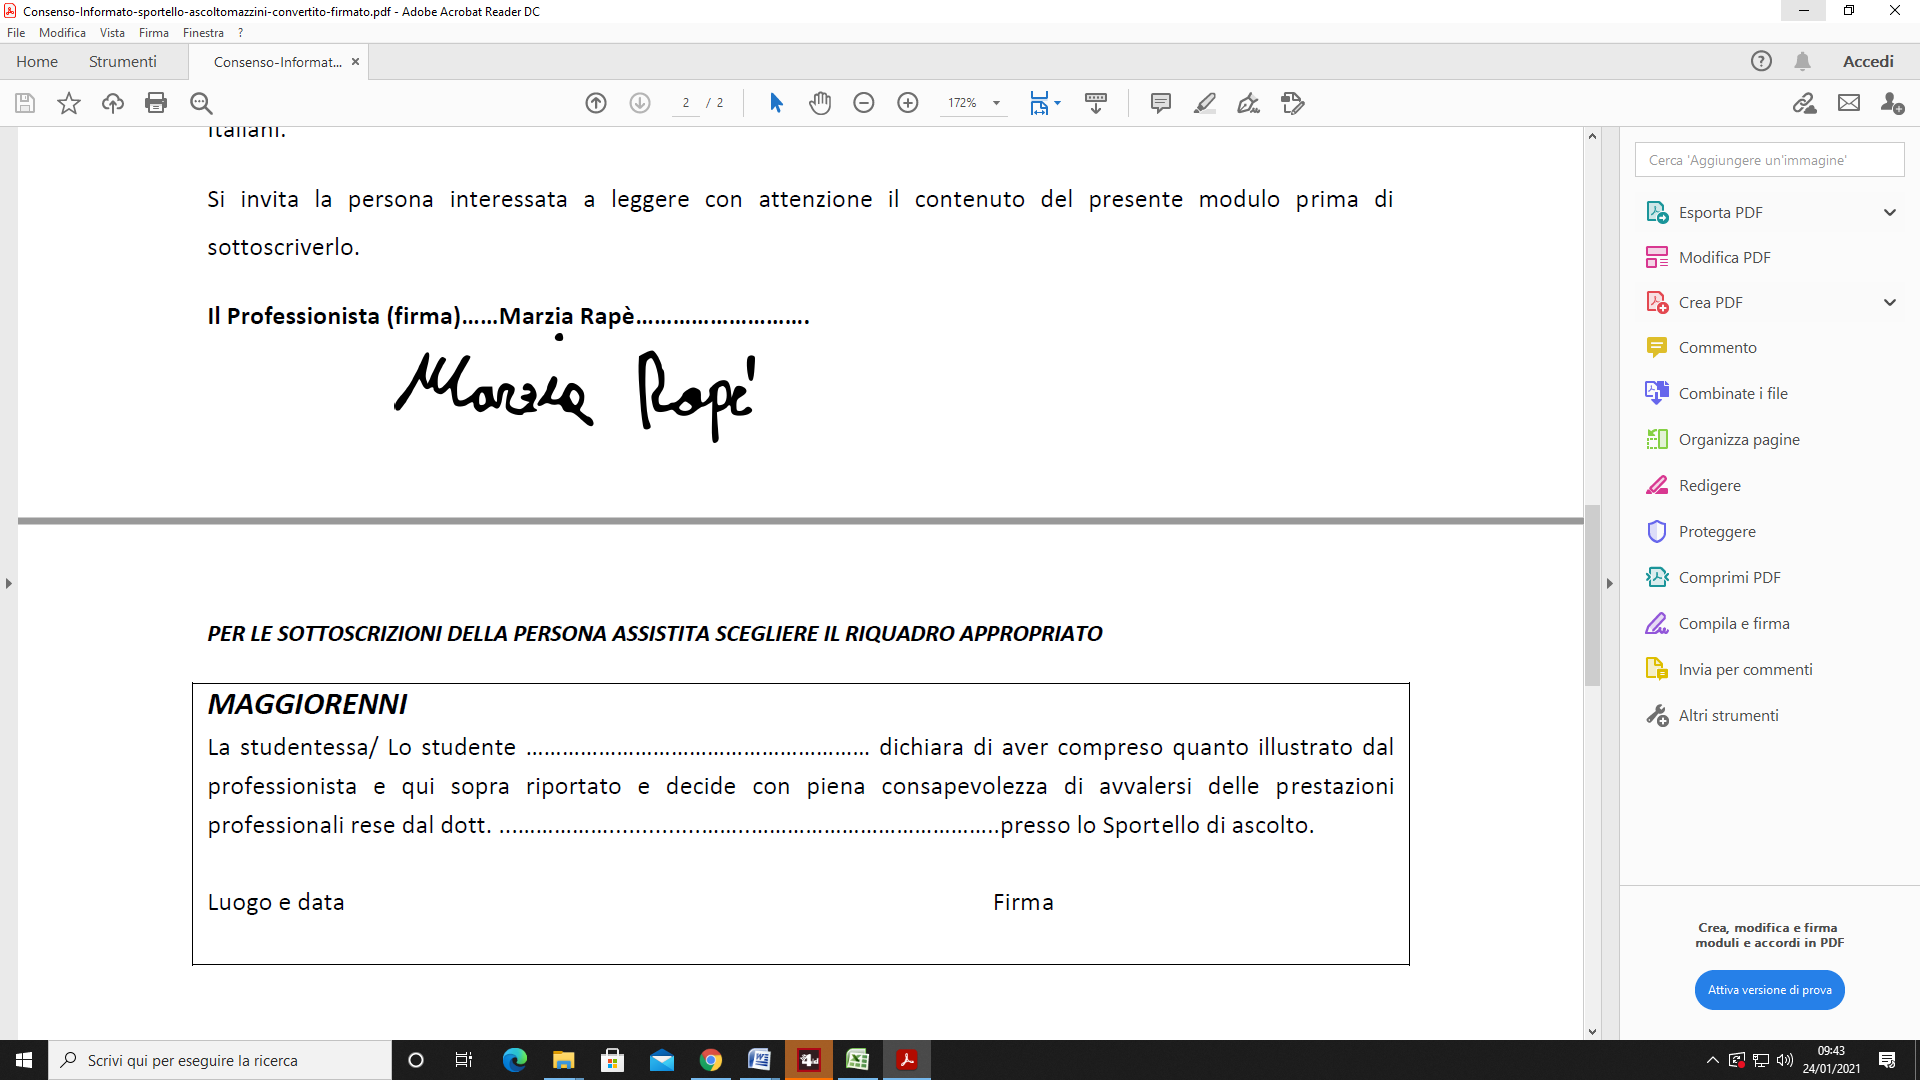 Consenso-Informato-sportello-ascoltomazzini-convertito-firmato.pdf - Adobe Acrobat Reader DC
File Modifica Vista Firma Finestra ?
Home Strumenti Consenso-Informat... × Accedi
2 / 2 172%
Italiani.
Si invita la persona interessata a leggere con attenzione il contenuto del presente modulo prima di
sottoscriverlo.
Il Professionista (firma)……Marzia Rapè……………………….
Marzia Rapè
PER LE SOTTOSCRIZIONI DELLA PERSONA ASSISTITA SCEGLIERE IL RIQUADRO APPROPRIATO
MAGGIORENNI
La studentessa/ Lo studente ………………………………………………… dichiara di aver compreso quanto illustrato dal
professionista e qui sopra riportato e decide con piena consapevolezza di avvalersi delle prestazioni
professionali rese dal dott. ...……………...............……..…………………………………..presso lo Sportello di ascolto.
Luogo e data Firma
Cerca 'Aggiungere un'immagine'
Esporta PDF
Modifica PDF
Crea PDF
Commento
Combinate i file
Organizza pagine
Redigere
Proteggere
Comprimi PDF
Compila e firma
Invia per commenti
Altri strumenti
Crea, modifica e firma
moduli e accordi in PDF
Attiva versione di prova
Scrivi qui per eseguire la ricerca
09:43
24/01/2021